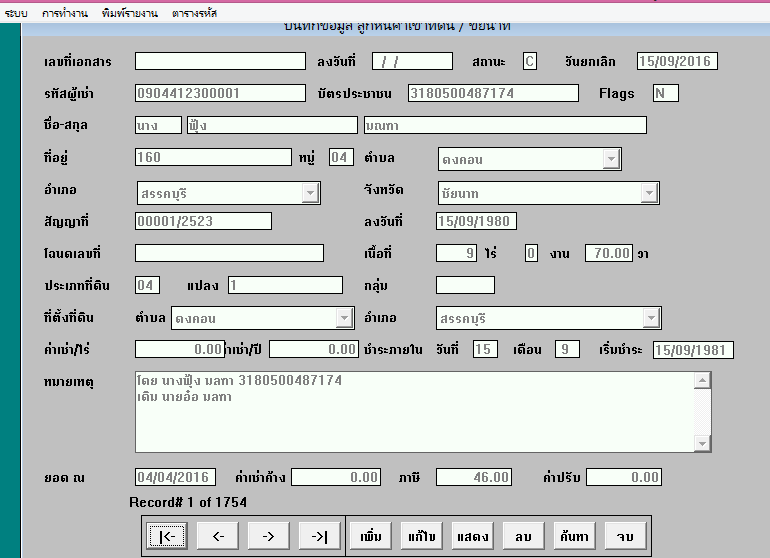 ระบบ การทำงาน พิมพ์รายงาน ตารางรหัส
บันทึกข้อมูล ลูกหนี้ค่าเช่าที่ดิน / ชัยนาท
เลขที่เอกสาร ลงวันที่ / / สถานะ C วันยกเลิก 15/09/2016
รหัสผู้เช่า 0904412300001 บัตรประชาชน 3180500487174 Flags N
ชื่อ-สกุล นาง ฟุ้ง มณฑา
ที่อยู่ 160 หมู่ 04 ตำบล ดงคอน
อำเภอ สรรคบุรี จังหวัด ชัยนาท
สัญญาที่ 00001/2523 ลงวันที่ 15/09/1980
โฉนดเลขที่ เนื้อที่ 9 ไร่ 0 งาน 70.00 วา
ประเภทที่ดิน 04 แปลง 1 กลุ่ม
ที่ตั้งที่ดิน ตำบล ดงคอน อำเภอ สรรคบุรี
ค่าเช่า/ไร่ 0.00 ค่าเช่า/ปี 0.00 ชำระภายใน วันที่ 15 เดือน 9 เริ่มชำระ 15/09/1981
หมายเหตุ โดย นางฟุ้ง มลฑา 3180500487174
เดิม นายอ๋อ มลฑา
ยอด ณ 04/04/2016 ค่าเช่าค้าง 0.00 ภาษี 46.00 ค่าปรับ 0.00
Record# 1 of 1754
|<- <- -> ->| เพิ่ม แก้ไข แสดง ลบ ค้นหา จบ